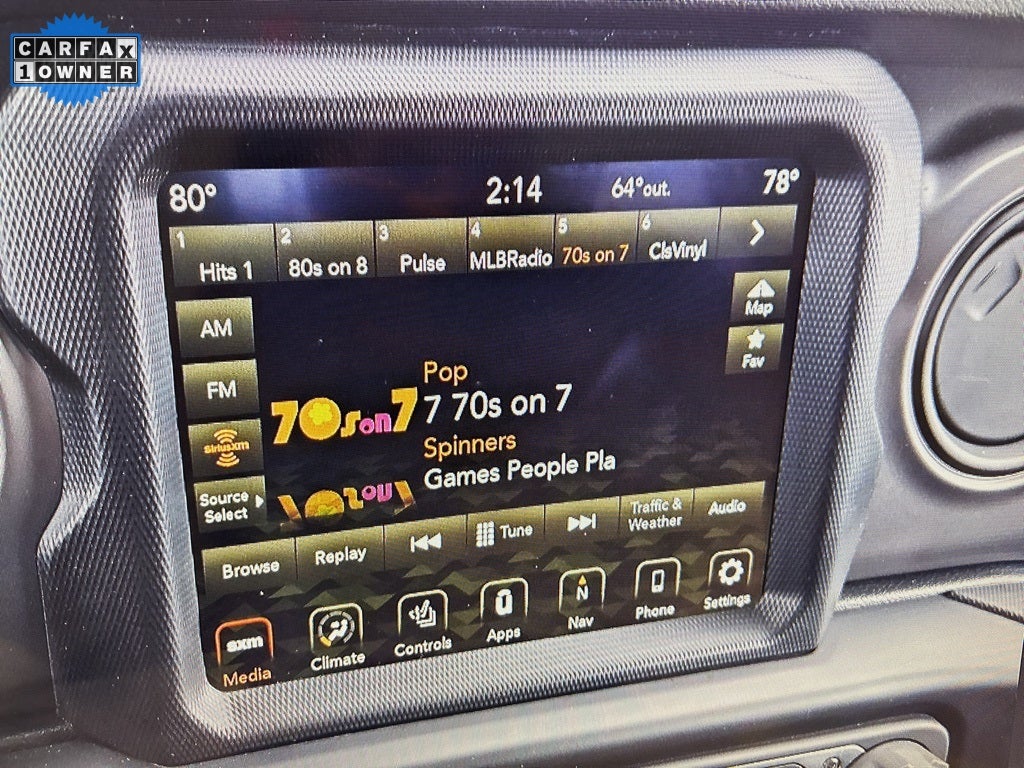 CARFAX
1 OWNER
80° 2:14 64° out. 78°
1 2 3 4 5 6
Hits 1 80s on 8 Pulse MLBRadio 70s on 7 ClsVinyl
AM
Map
FM
Fav
Pop
70s on 7
7 70s on 7
siriusxm
Spinners
Games People Pla
Source
Select
Browse Replay Tune Traffic &
Weather Audio
sxm N
Media Climate Controls Apps Nav Phone Settings